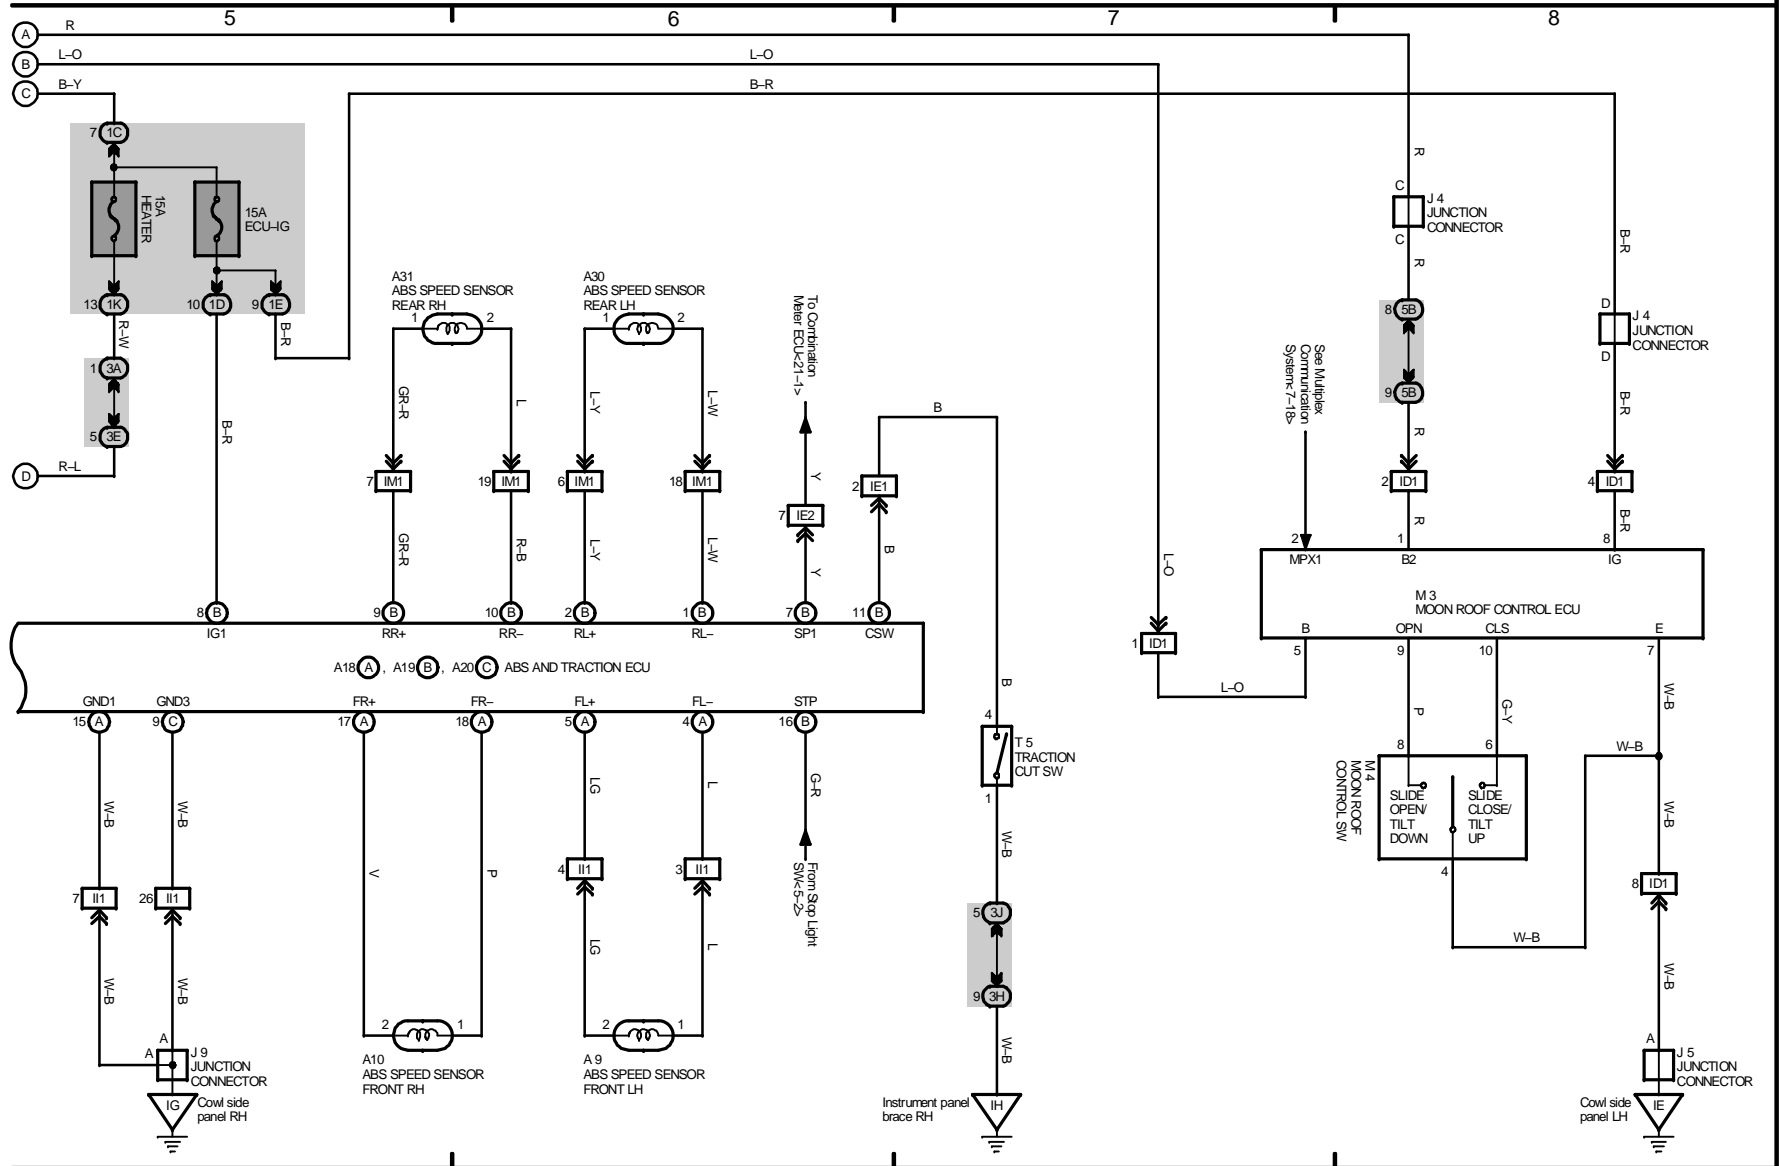 5 6 7 8
A R
B L–O L–O
C B–Y B–R
7 1C
15A
HEATER
15A
ECU–IG
13 1K 10 1D 9 1E
R–W
B–R
1 3A
5 3E
D R–L
B–R
A31
ABS SPEED SENSOR
REAR RH
1 2
A30
ABS SPEED SENSOR
REAR LH
1 2
GR–R L L–Y L–W
7 IM1 19 IM1 6 IM1 18 IM1
GR–R R–B L–Y L–W
To Combination
Meter ECU<21–1>
Y
7 IE2
Y
B
2 IE1
B
R
C
J 4
JUNCTION
CONNECTOR
C
R
8 5B
9 5B
R
2 ID1
R
B–R
D
J 4
JUNCTION
CONNECTOR
D
B–R
4 ID1
B–R
See Multiplex
Communication
System<7–18>
L–O
1 ID1
L–O
8 B 9 B 10 B 2 B 1 B 7 B 11 B
IG1 RR+ RR– RL+ RL– SP1 CSW
A18 A , A19 B , A20 C ABS AND TRACTION ECU
GND1 GND3 FR+ FR– FL+ FL– STP
15 A 9 C 17 A 18 A 5 A 4 A 16 B
2 1 8
MPX1 B2 IG
M 3
MOON ROOF CONTROL ECU
B OPN CLS E
5 9 10 7
P G–Y W–B
8 6 W–B
M 4
MOON ROOF
CONTROL SW
SLIDE
OPEN/
TILT
DOWN
SLIDE
CLOSE/
TILT
UP
4
W–B
W–B
8 ID1
W–B
A
J 5
JUNCTION
CONNECTOR
Cowl side
panel LH
IE
B
4
T 5
TRACTION
CUT SW
1
W–B
5 3J
9 3H
W–B
Instrument panel
brace RH
IH
G–R
From Stop Light
SW<5–2>
LG L
4 II1 3 II1
LG L
2 1
A 9
ABS SPEED SENSOR
FRONT LH
V P
2 1
A10
ABS SPEED SENSOR
FRONT RH
W–B W–B
7 II1 26 II1
W–B W–B
A
A
J 9
JUNCTION
CONNECTOR
IG
Cowl side
panel RH